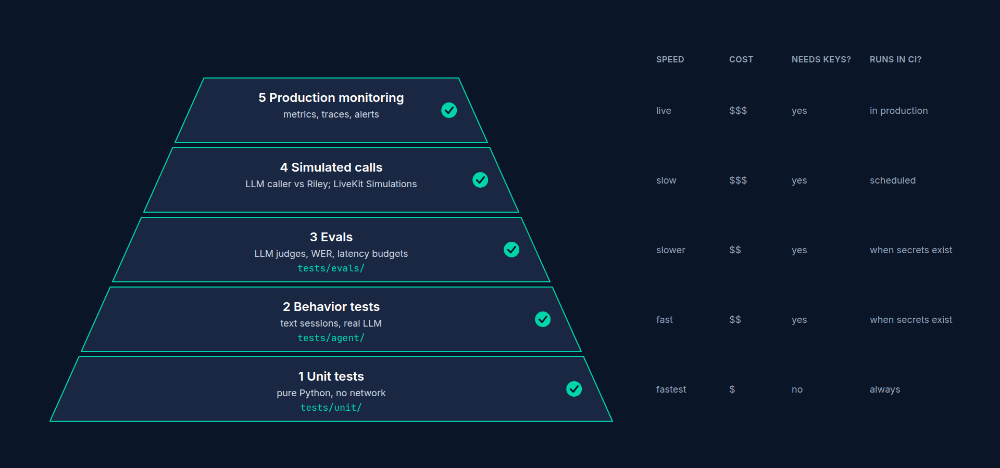 SPEED COST NEEDS KEYS? RUNS IN CI?
5 Production monitoring
metrics, traces, alerts
live $$$ yes in production
4 Simulated calls
LLM caller vs Riley; LiveKit Simulations
slow $$$ yes scheduled
3 Evals
LLM judges, WER, latency budgets
tests/evals/
slower $$ yes when secrets exist
2 Behavior tests
text sessions, real LLM
tests/agent/
fast $$ yes when secrets exist
1 Unit tests
pure Python, no network
tests/unit/
fastest $ no always